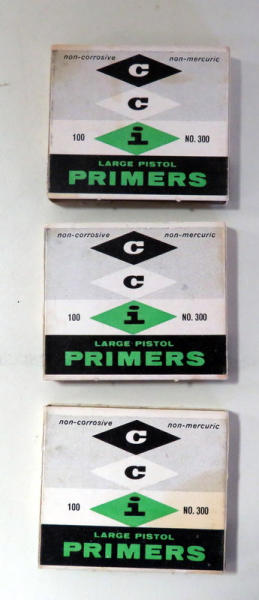 non-corrosive non-mercuric
C
C
100 i NO. 300
LARGE PISTOL
PRIMERS
non-corrosive non-mercuric
C
C
100 i NO. 300
LARGE PISTOL
PRIMERS
non-corrosive non-mercuric
C
C
100 i NO. 300
LARGE PISTOL
PRIMERS